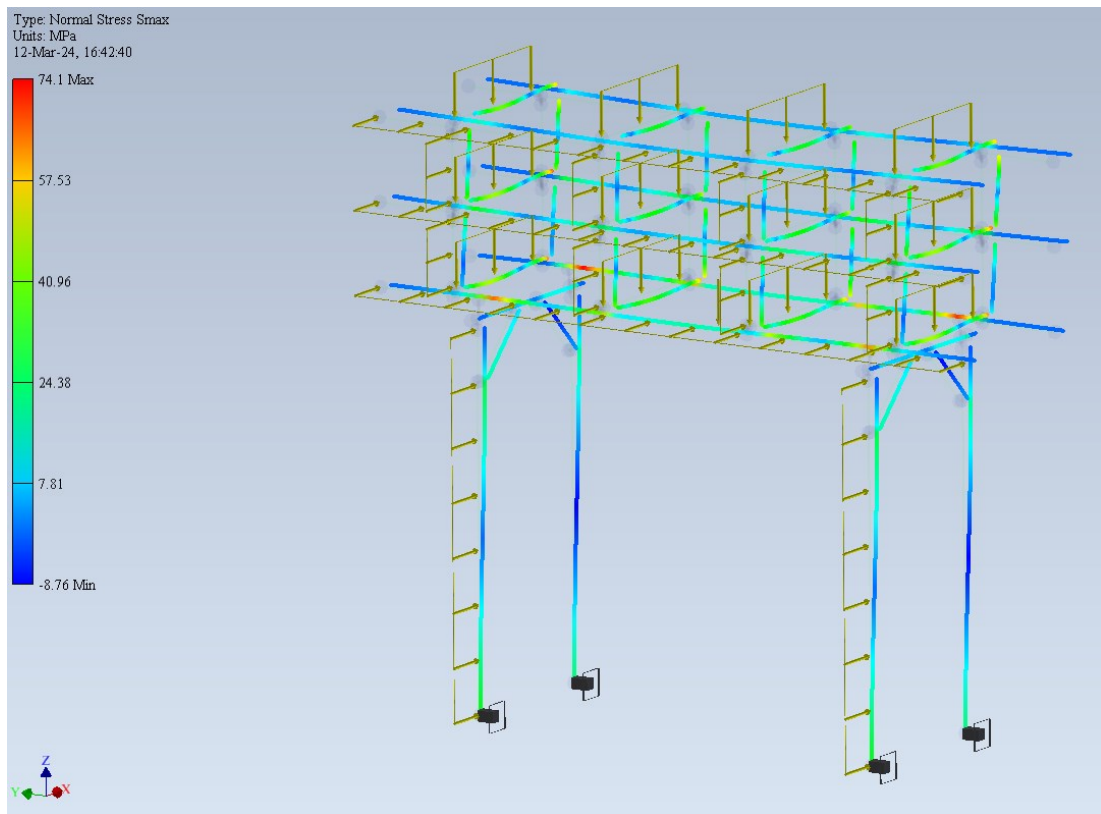 Type: Normal Stress Smax
Units: MPa
12-Mar-24, 16:42:40
74.1 Max
57.53
40.96
24.38
7.81
-8.76 Min
Z
Y X